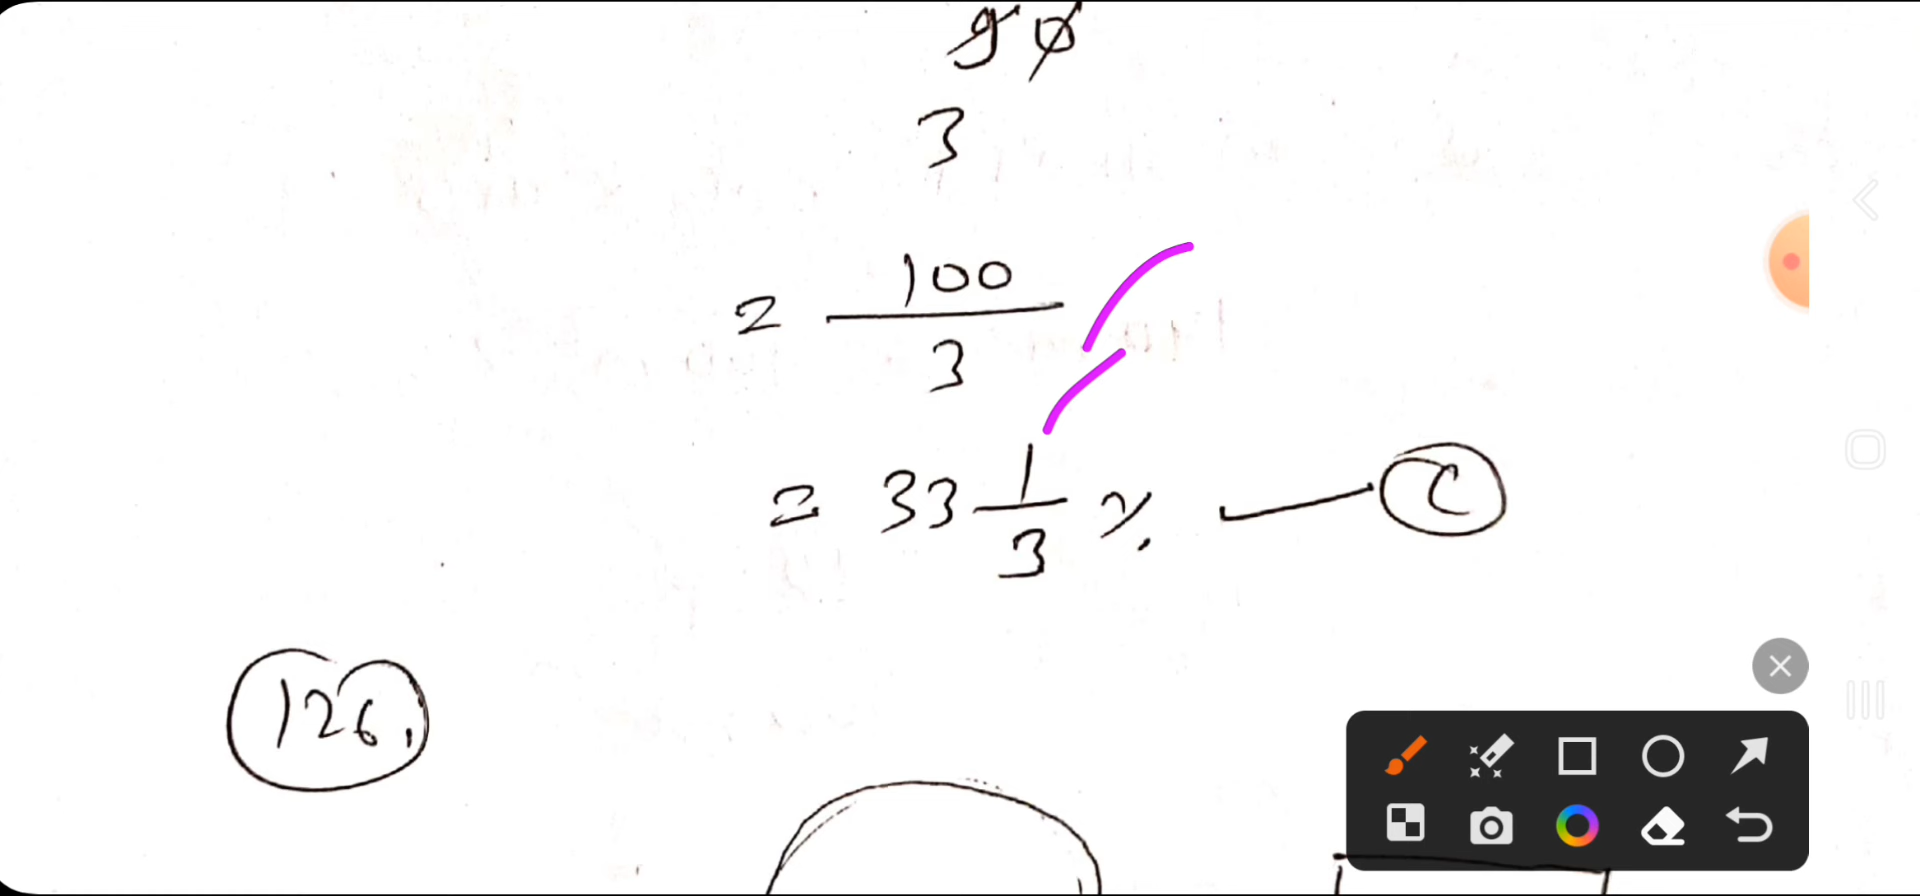 90
3
= 100/3
= 33 1/3 % — C
126.